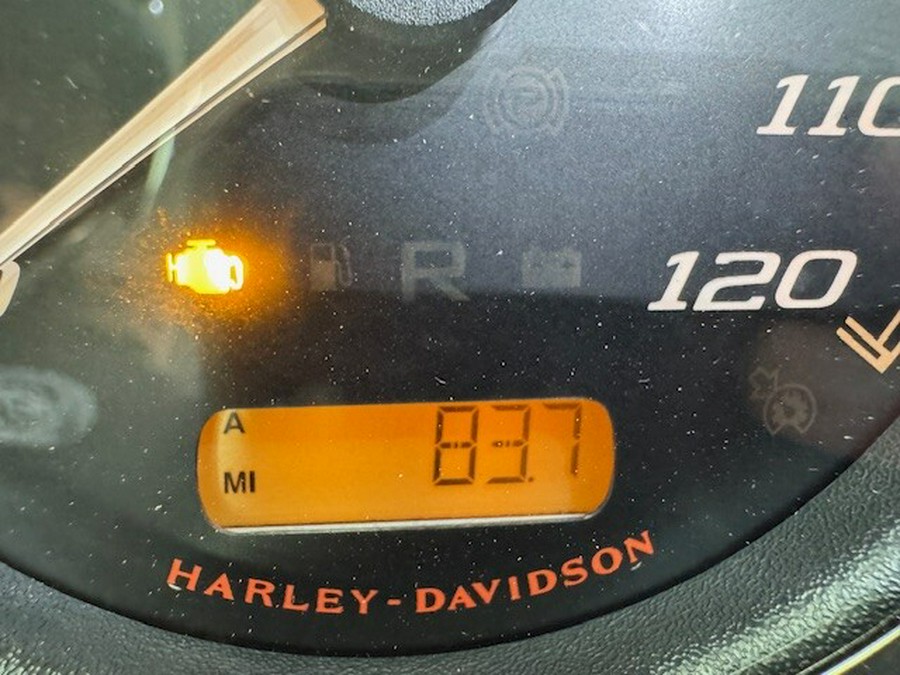 110
R
120
A
83.7
MI
HARLEY-DAVIDSON